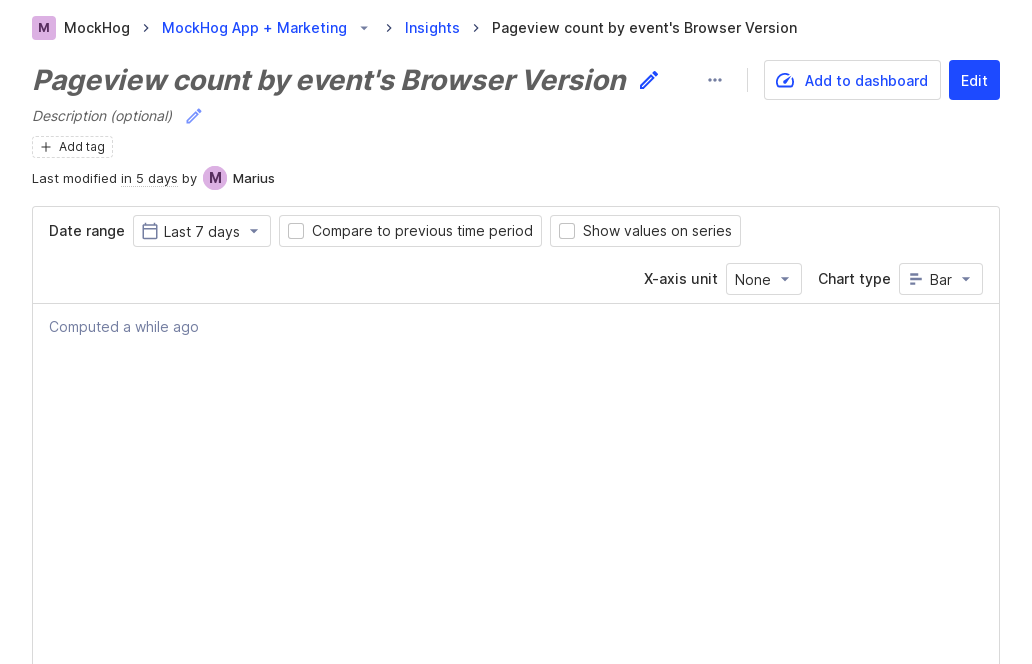 M MockHog MockHog App + Marketing Insights Pageview count by event's Browser Version
Pageview count by event's Browser Version Add to dashboard Edit
Description (optional)
Add tag
Last modified in 5 days by M Marius
Date range Last 7 days Compare to previous time period Show values on series
X-axis unit None Chart type Bar
Computed a while ago